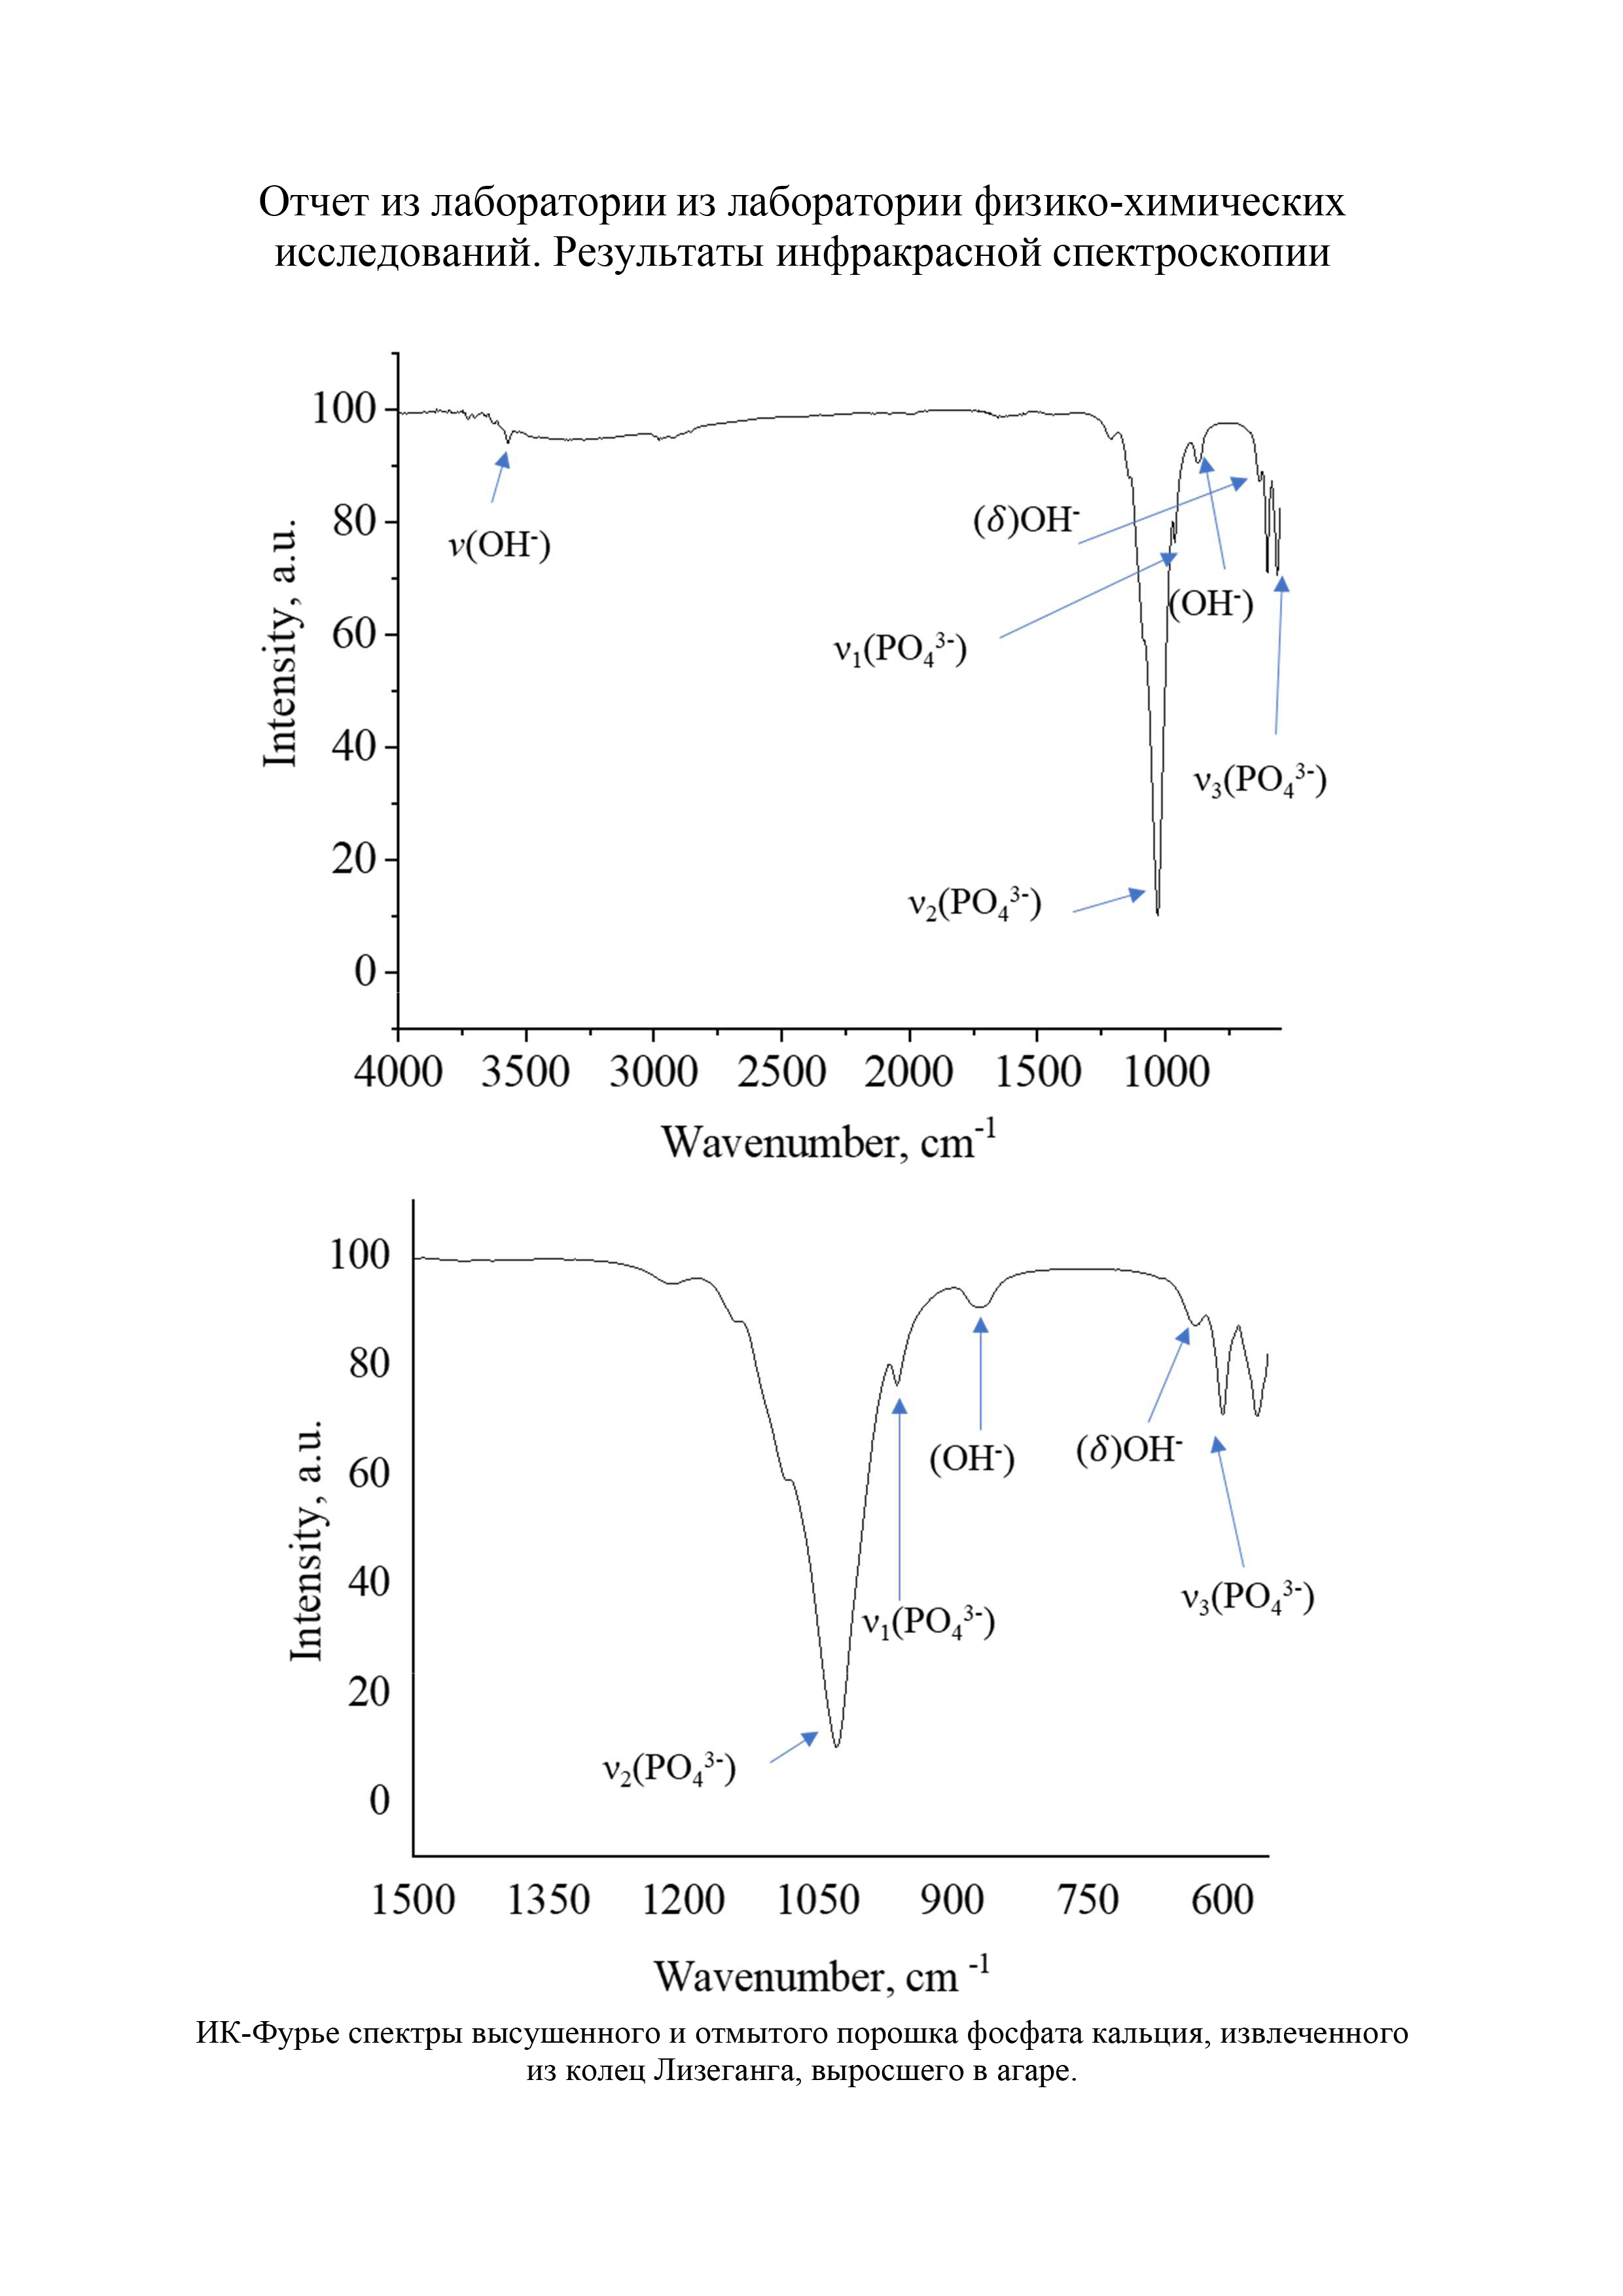 Отчет из лаборатории из лаборатории физико-химических
исследований. Результаты инфракрасной спектроскопии
100
80
60
40
20
0
Intensity, a.u.
ν(OH⁻)
(δ)OH⁻
(OH⁻)
ν₁(PO₄³⁻)
ν₃(PO₄³⁻)
ν₂(PO₄³⁻)
4000 3500 3000 2500 2000 1500 1000
Wavenumber, cm⁻¹
100
80
60
40
20
0
Intensity, a.u.
(OH⁻)
(δ)OH⁻
ν₃(PO₄³⁻)
ν₁(PO₄³⁻)
ν₂(PO₄³⁻)
1500 1350 1200 1050 900 750 600
Wavenumber, cm ⁻¹
ИК-Фурье спектры высушенного и отмытого порошка фосфата кальция, извлеченного
из колец Лизеганга, выросшего в агаре.